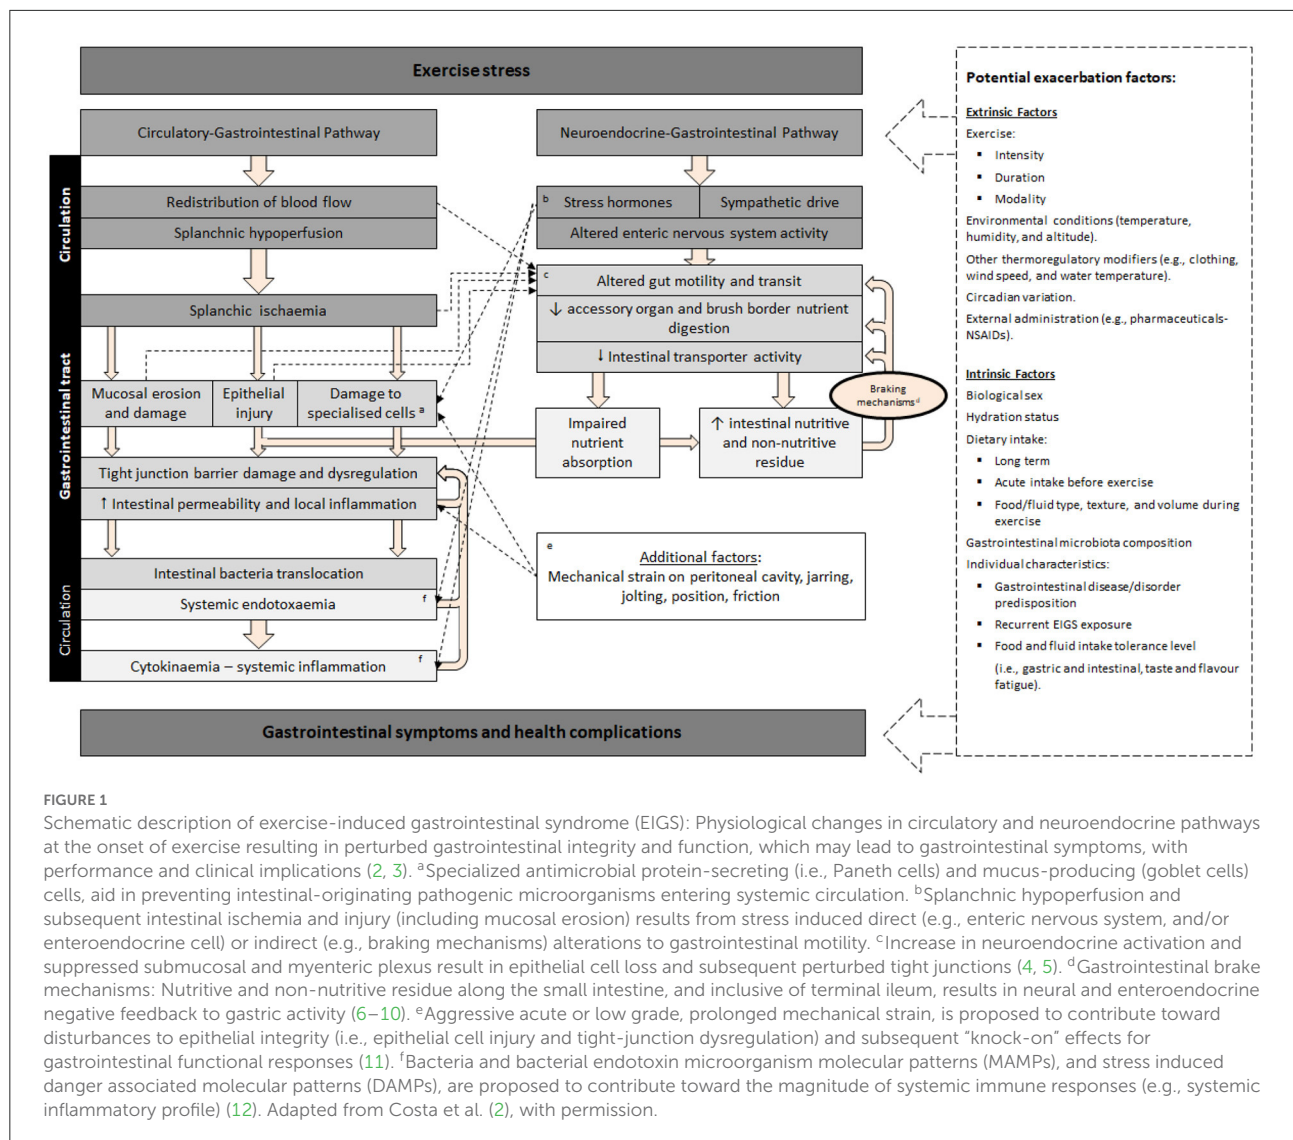 Exercise stress
Circulatory-Gastrointestinal Pathway
Neuroendocrine-Gastrointestinal Pathway
Circulation
Gastrointestinal tract
Circulation
Redistribution of blood flow
Splanchnic hypoperfusion
Splanchic ischaemia
Mucosal erosion
and damage
Epithelial
injury
Damage to
specialised cells a
Tight junction barrier damage and dysregulation
↑ Intestinal permeability and local inflammation
Intestinal bacteria translocation
Systemic endotoxaemia f
Cytokinaemia – systemic inflammation f
b Stress hormones
Sympathetic drive
Altered enteric nervous system activity
c Altered gut motility and transit
↓ accessory organ and brush border nutrient
digestion
↓ Intestinal transporter activity
Braking
mechanisms d
Impaired
nutrient
absorption
↑ intestinal nutritive
and non-nutritive
residue
e
Additional factors:
Mechanical strain on peritoneal cavity, jarring,
jolting, position, friction
Gastrointestinal symptoms and health complications
Potential exacerbation factors:
Extrinsic Factors
Exercise:
▪ Intensity
▪ Duration
▪ Modality
Environmental conditions (temperature,
humidity, and altitude).
Other thermoregulatory modifiers (e.g., clothing,
wind speed, and water temperature).
Circadian variation.
External administration (e.g., pharmaceuticals-
NSAIDs).
Intrinsic Factors
Biological sex
Hydration status
Dietary intake:
▪ Long term
▪ Acute intake before exercise
▪ Food/fluid type, texture, and volume during
exercise
Gastrointestinal microbiota composition
Individual characteristics:
▪ Gastrointestinal disease/disorder
predisposition
▪ Recurrent EIGS exposure
▪ Food and fluid intake tolerance level
(i.e., gastric and intestinal, taste and flavour
fatigue).
FIGURE 1
Schematic description of exercise-induced gastrointestinal syndrome (EIGS): Physiological changes in circulatory and neuroendocrine pathways
at the onset of exercise resulting in perturbed gastrointestinal integrity and function, which may lead to gastrointestinal symptoms, with
performance and clinical implications (2, 3). aSpecialized antimicrobial protein-secreting (i.e., Paneth cells) and mucus-producing (goblet cells)
cells, aid in preventing intestinal-originating pathogenic microorganisms entering systemic circulation. bSplanchnic hypoperfusion and
subsequent intestinal ischemia and injury (including mucosal erosion) results from stress induced direct (e.g., enteric nervous system, and/or
enteroendocrine cell) or indirect (e.g., braking mechanisms) alterations to gastrointestinal motility. cIncrease in neuroendocrine activation and
suppressed submucosal and myenteric plexus result in epithelial cell loss and subsequent perturbed tight junctions (4, 5). dGastrointestinal brake
mechanisms: Nutritive and non-nutritive residue along the small intestine, and inclusive of terminal ileum, results in neural and enteroendocrine
negative feedback to gastric activity (6–10). eAggressive acute or low grade, prolonged mechanical strain, is proposed to contribute toward
disturbances to epithelial integrity (i.e., epithelial cell injury and tight-junction dysregulation) and subsequent “knock-on” effects for
gastrointestinal functional responses (11). fBacteria and bacterial endotoxin microorganism molecular patterns (MAMPs), and stress induced
danger associated molecular patterns (DAMPs), are proposed to contribute toward the magnitude of systemic immune responses (e.g., systemic
inflammatory profile) (12). Adapted from Costa et al. (2), with permission.